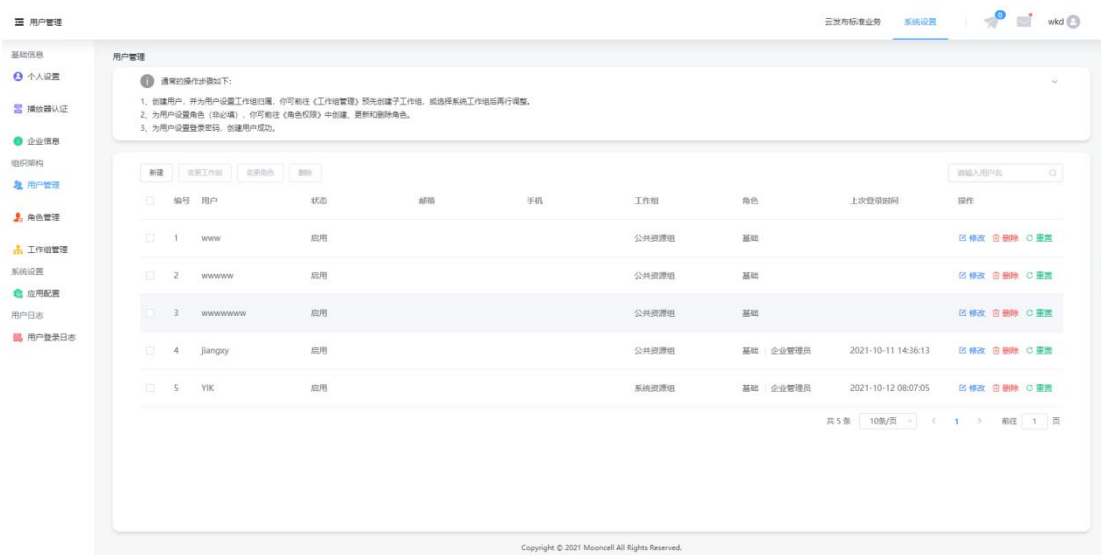 用户管理
云发布标准业务 系统设置 0 wkd
基础信息
个人设置
播放器认证
企业信息
组织架构
用户管理
角色管理
工作组管理
系统设置
应用配置
用户日志
用户登录日志
用户管理
通常的操作步骤如下：
1、创建用户，并为用户设置工作组归属，你可前往《工作组管理》预先创建子工作组，或选择系统工作组后再行调整。
2、为用户设置角色（非必填），你可前往《角色权限》中创建、更新和删除角色。
3、为用户设置登录密码，创建用户成功。
新建 变更工作组 变更角色 删除 请输入用户名
编号 用户 状态 邮箱 手机 工作组 角色 上次登录时间 操作
1 www 启用 公共资源组 基础 修改 删除 重置
2 wwwww 启用 公共资源组 基础 修改 删除 重置
3 wwwwwww 启用 公共资源组 基础 修改 删除 重置
4 Jiangxy 启用 公共资源组 基础 企业管理员 2021-10-11 14:36:13 修改 删除 重置
5 YIK 启用 系统资源组 基础 企业管理员 2021-10-12 08:07:05 修改 删除 重置
共 5 条 10条/页 1 前往 1 页
Copyright © 2021 Mooncell All Rights Reserved.